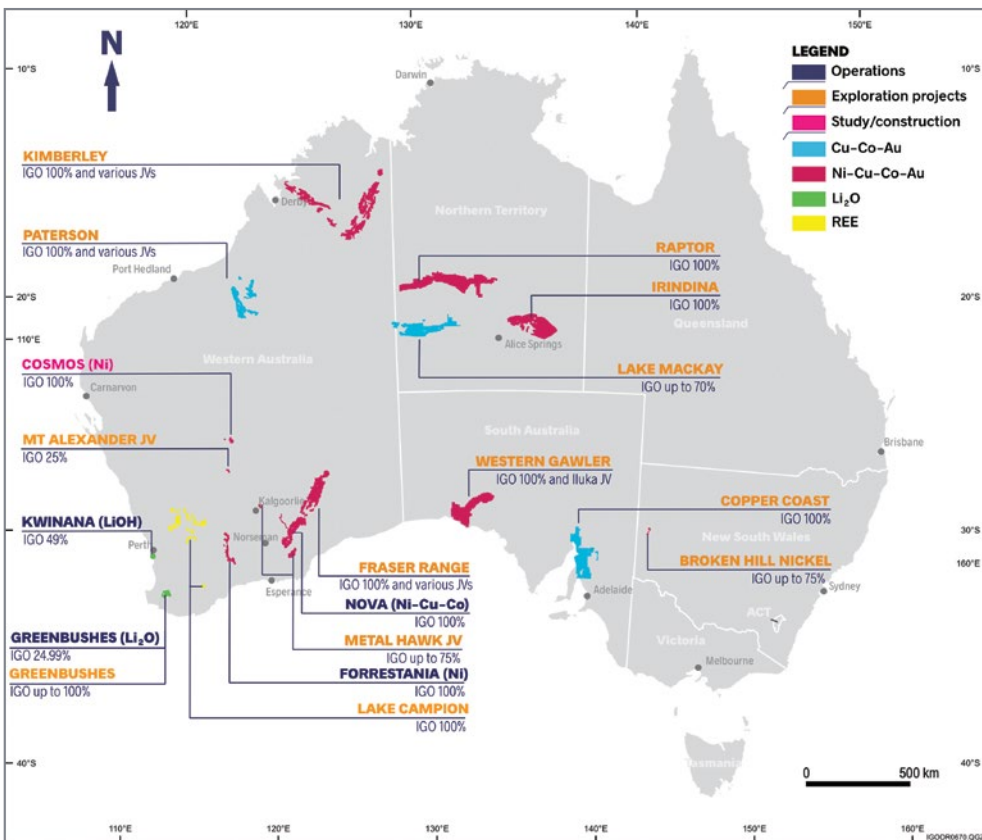 120°E
130°E
140°E
150°E
N
10°S
10°S
LEGEND
Operations
Exploration projects
Study/construction
Cu–Co–Au
Ni–Cu–Co–Au
Li₂O
REE
Darwin
KIMBERLEY
IGO 100% and various JVs
Derby
Northern Territory
PATERSON
IGO 100% and various JVs
Port Hedland
RAPTOR
IGO 100%
IRINDINA
IGO 100%
20°S
20°S
Queensland
110°E
Alice Springs
Western Australia
COSMOS (Ni)
IGO 100%
LAKE MACKAY
IGO up to 70%
Carnarvon
MT ALEXANDER JV
IGO 25%
South Australia
Brisbane
WESTERN GAWLER
IGO 100% and Iluka JV
Kalgoorlie
COPPER COAST
IGO 100%
KWINANA (LiOH)
IGO 49%
Perth
Norseman
30°S
New South Wales
160°E
FRASER RANGE
IGO 100% and various JVs
BROKEN HILL NICKEL
IGO up to 75%
Esperance
Adelaide
Sydney
NOVA (Ni–Cu–Co)
IGO 100%
ACT
GREENBUSHES (Li₂O)
IGO 24.99%
METAL HAWK JV
IGO up to 75%
Victoria
GREENBUSHES
IGO up to 100%
FORRESTANIA (Ni)
IGO 100%
Melbourne
LAKE CAMPION
IGO 100%
40°S
Tasmania
40°S
0
500 km
110°E
120°E
130°E
140°E
150°E
160°E
IGOOR0670.QGZ